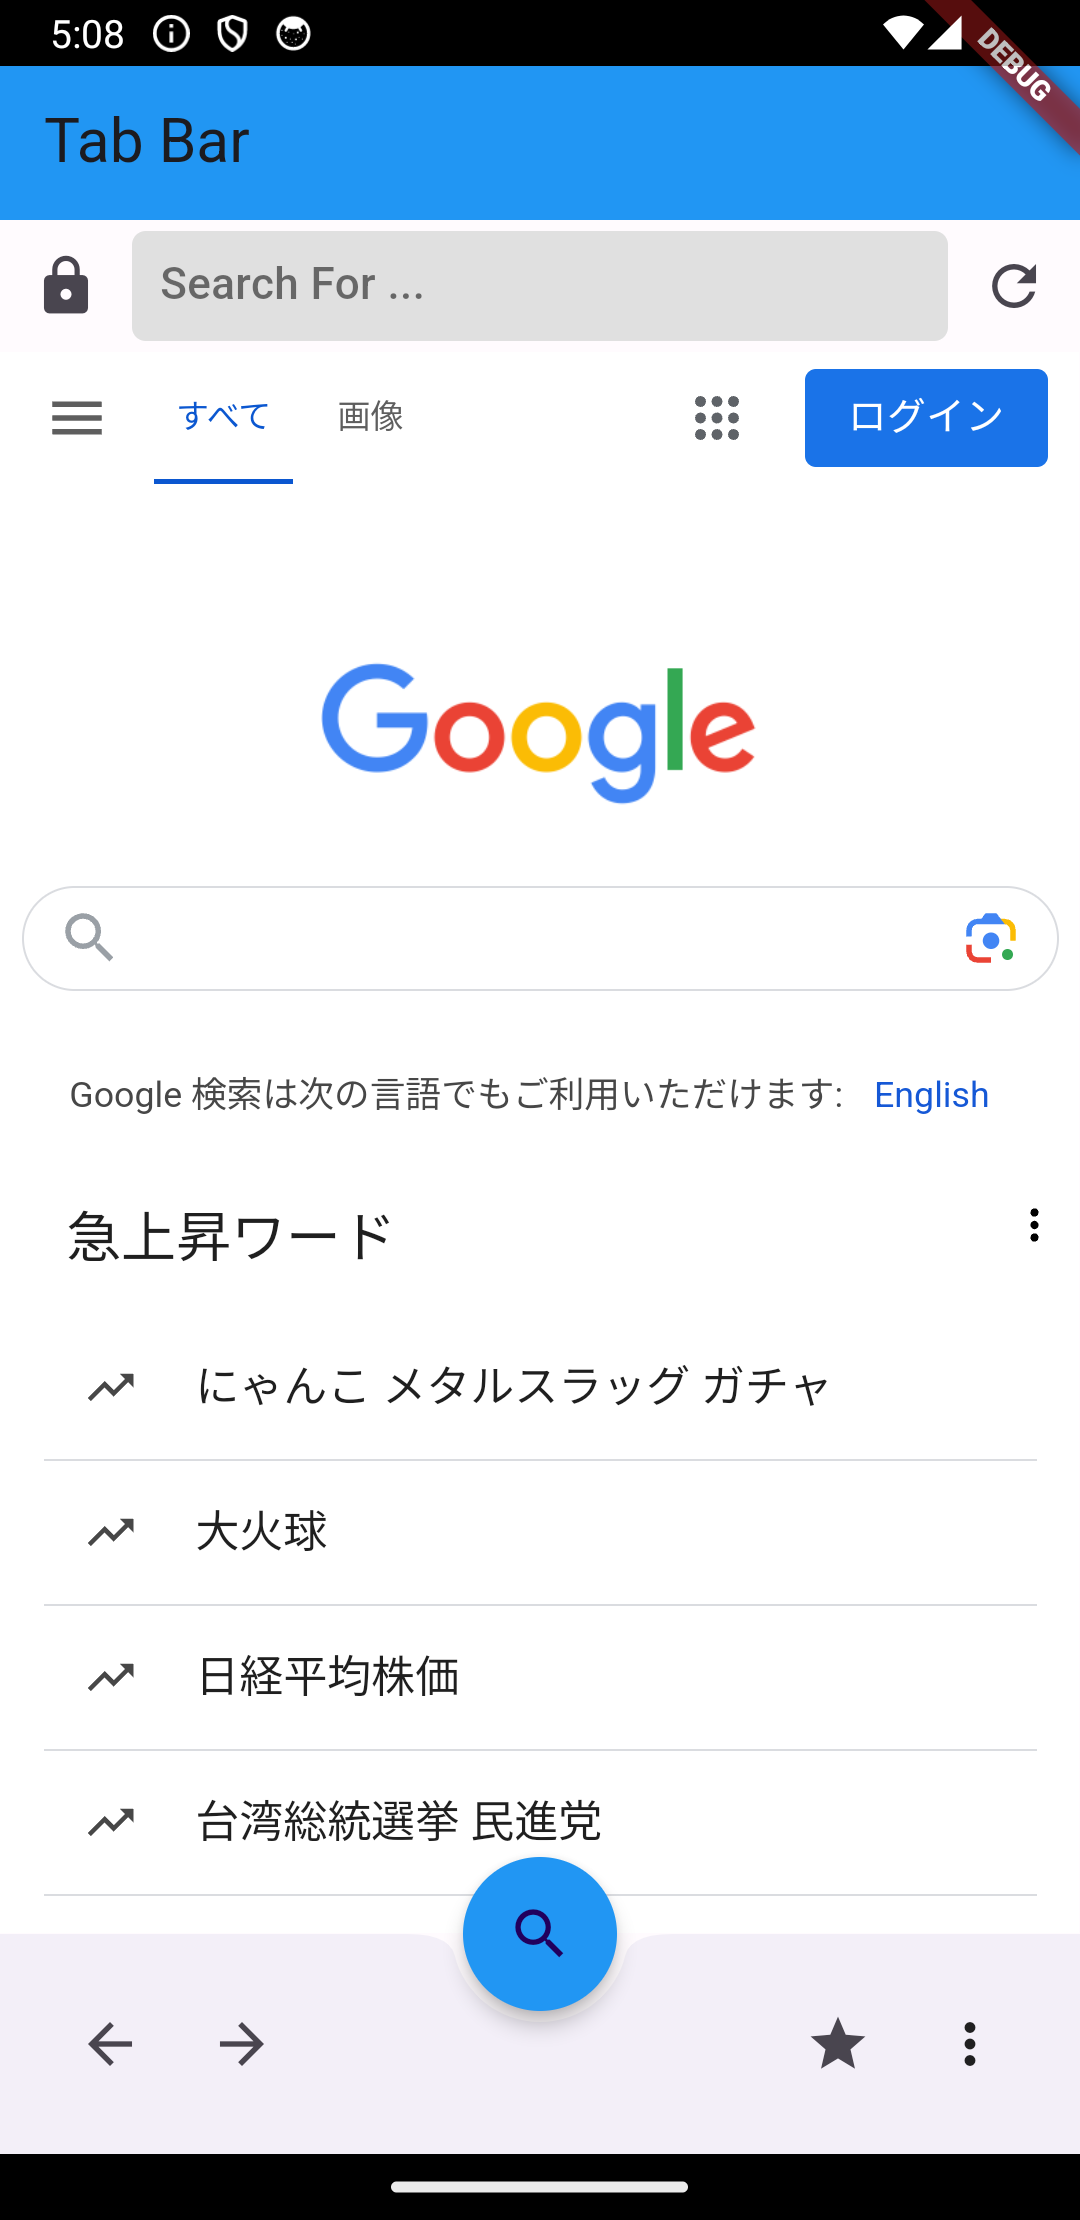 5:08
DEBUG
Tab Bar
Search For ...
すべて 画像 ログイン
Google
Google 検索は次の言語でもご利用いただけます: English
急上昇ワード
にゃんこ メタルスラッグ ガチャ
大火球
日経平均株価
台湾総統選挙 民進党